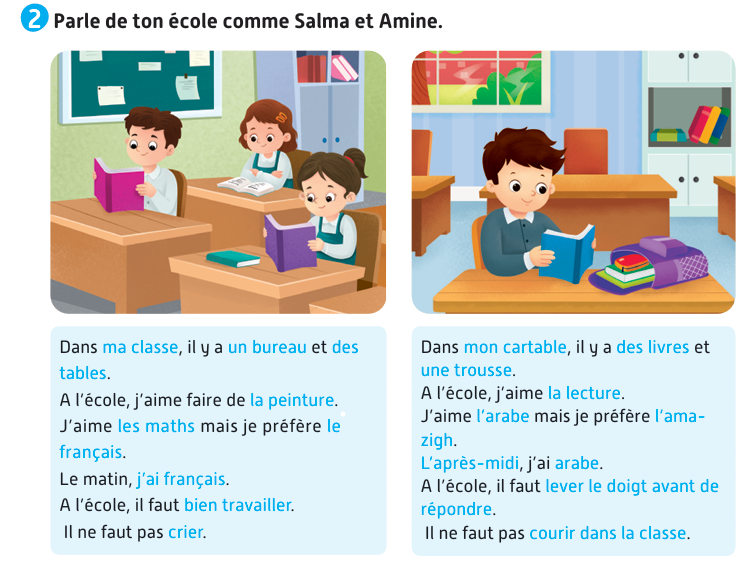 2 Parle de ton école comme Salma et Amine.
Dans ma classe, il y a un bureau et des
tables.
A l'école, j'aime faire de la peinture.
J'aime les maths mais je préfère le
français.
Le matin, j'ai français.
A l'école, il faut bien travailler.
Il ne faut pas crier.
Dans mon cartable, il y a des livres et
une trousse.
A l'école, j'aime la lecture.
J'aime l'arabe mais je préfère l'ama-
zigh.
L'après-midi, j'ai arabe.
A l'école, il faut lever le doigt avant de
répondre.
Il ne faut pas courir dans la classe.